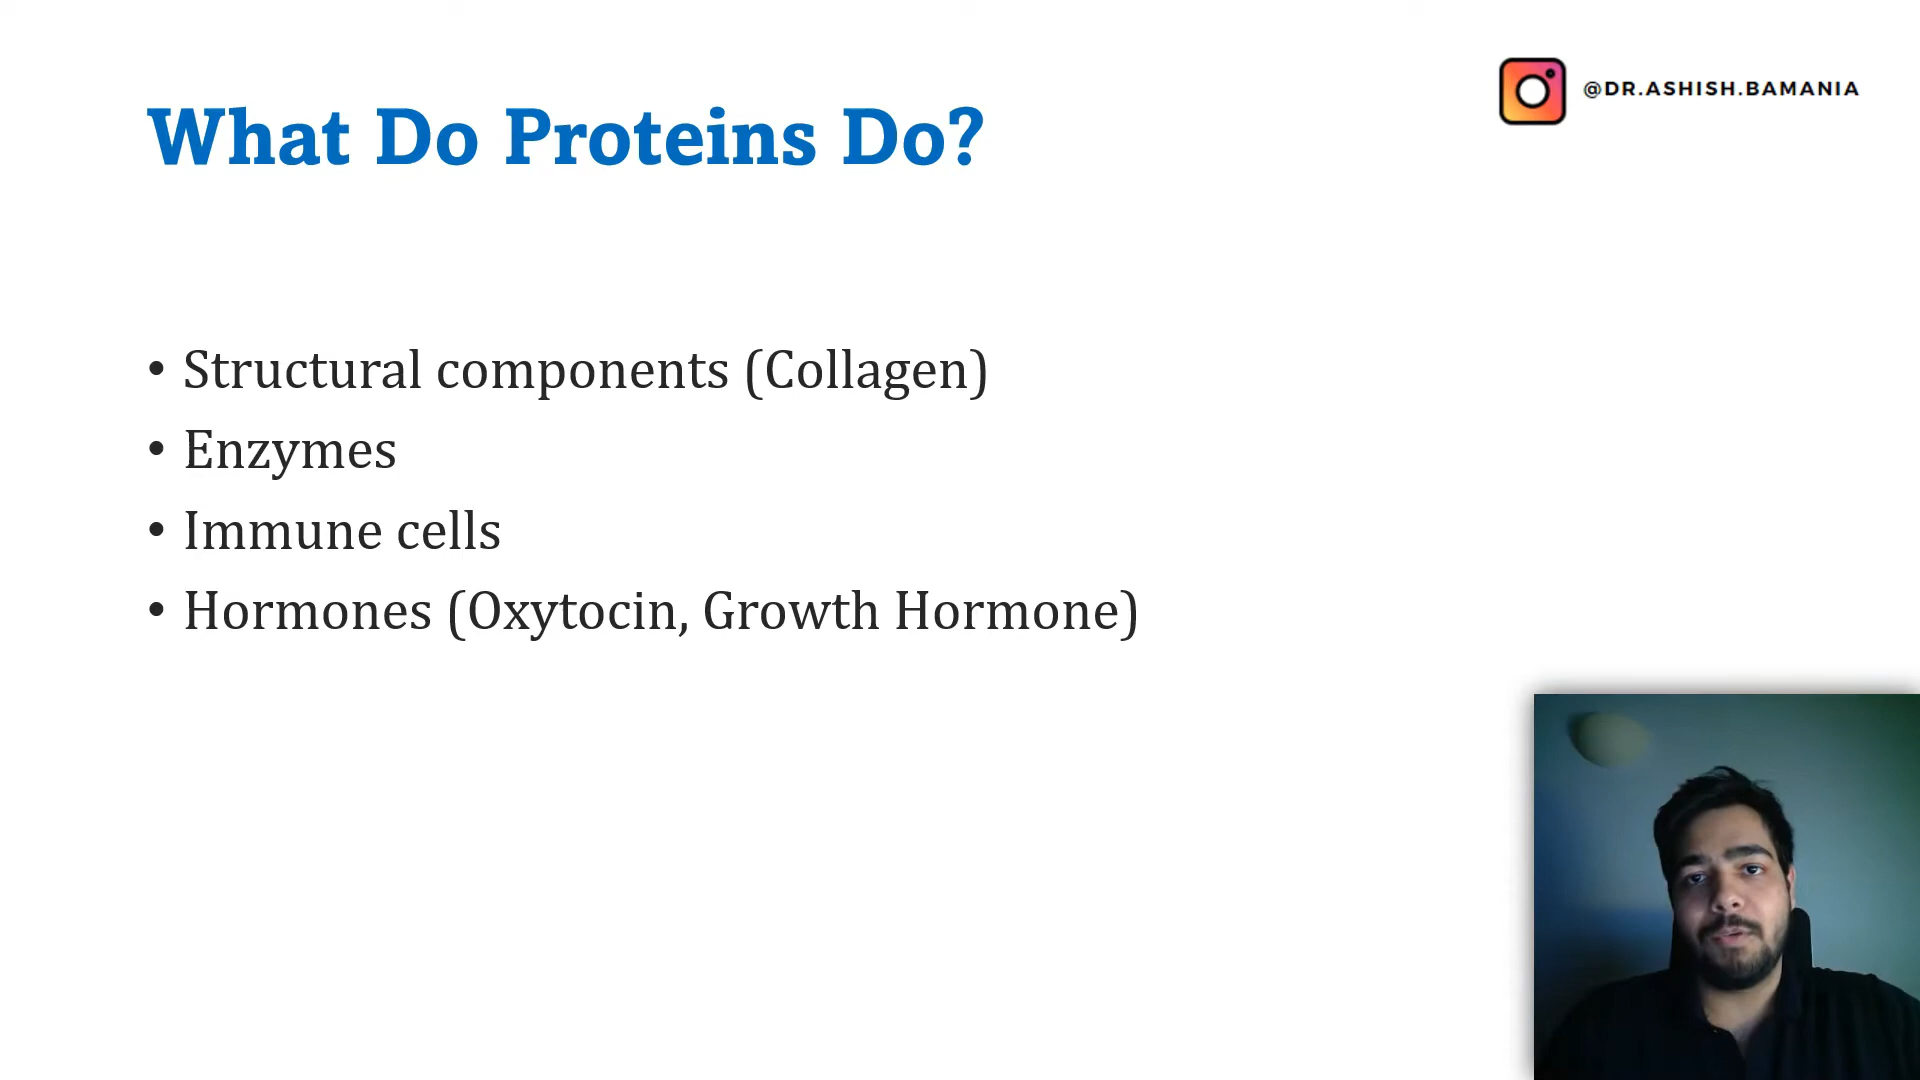 @DR.ASHISH.BAMANIA
What Do Proteins Do?
• Structural components (Collagen)
• Enzymes
• Immune cells
• Hormones (Oxytocin, Growth Hormone)